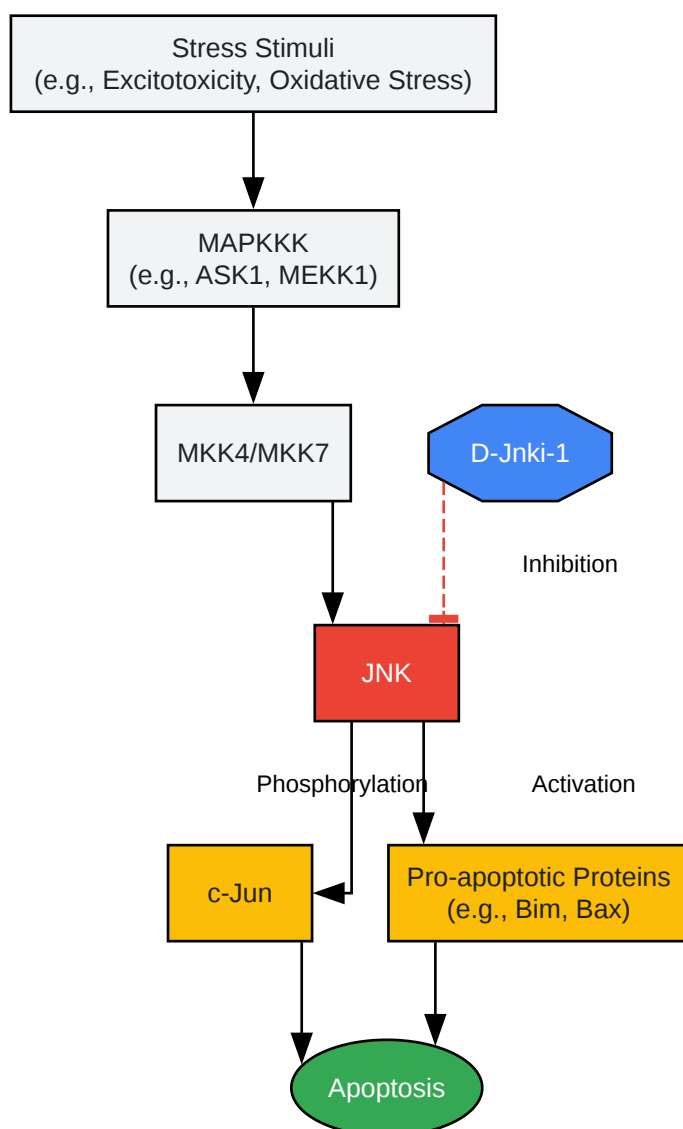 Stress Stimuli
(e.g., Excitotoxicity, Oxidative Stress)
MAPKKK
(e.g., ASK1, MEKK1)
MKK4/MKK7
D-Jnki-1
Inhibition
JNK
Phosphorylation
Activation
c-Jun
Pro-apoptotic Proteins
(e.g., Bim, Bax)
Apoptosis